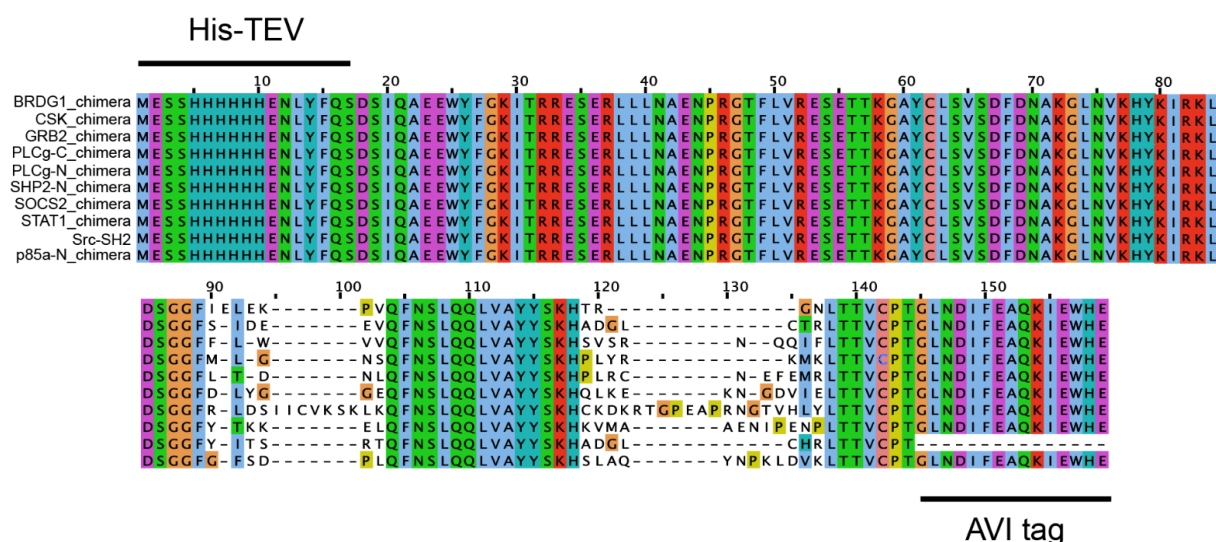 His-TEV
10 20 30 40 50 60 70 80
BRDG1_chimera MESSHHHHHHENLYFQSDSIQAEEWYFGKITRRESERLLLNAENPRGTFLVRESETTKGAYCLSVSDFDNAKGLNVKHYKIRKL
CSK_chimera MESSHHHHHHENLYFQSDSIQAEEWYFGKITRRESERLLLNAENPRGTFLVRESETTKGAYCLSVSDFDNAKGLNVKHYKIRKL
GRB2_chimera MESSHHHHHHENLYFQSDSIQAEEWYFGKITRRESERLLLNAENPRGTFLVRESETTKGAYCLSVSDFDNAKGLNVKHYKIRKL
PLCg-C_chimera MESSHHHHHHENLYFQSDSIQAEEWYFGKITRRESERLLLNAENPRGTFLVRESETTKGAYCLSVSDFDNAKGLNVKHYKIRKL
PLCg-N_chimera MESSHHHHHHENLYFQSDSIQAEEWYFGKITRRESERLLLNAENPRGTFLVRESETTKGAYCLSVSDFDNAKGLNVKHYKIRKL
SHP2-N_chimera MESSHHHHHHENLYFQSDSIQAEEWYFGKITRRESERLLLNAENPRGTFLVRESETTKGAYCLSVSDFDNAKGLNVKHYKIRKL
SOCS2_chimera MESSHHHHHHENLYFQSDSIQAEEWYFGKITRRESERLLLNAENPRGTFLVRESETTKGAYCLSVSDFDNAKGLNVKHYKIRKL
STAT1_chimera MESSHHHHHHENLYFQSDSIQAEEWYFGKITRRESERLLLNAENPRGTFLVRESETTKGAYCLSVSDFDNAKGLNVKHYKIRKL
Src-SH2 MESSHHHHHHENLYFQSDSIQAEEWYFGKITRRESERLLLNAENPRGTFLVRESETTKGAYCLSVSDFDNAKGLNVKHYKIRKL
p85a-N_chimera MESSHHHHHHENLYFQSDSIQAEEWYFGKITRRESERLLLNAENPRGTFLVRESETTKGAYCLSVSDFDNAKGLNVKHYKIRKL
90 100 110 120 130 140 150
DSGGFIELEK-------PVQFNSLQQLVAYYSKHTR---------------GNLTTVCPTGLNDIFEAQKIEWHE
DSGGFS-IDE-------EVQFNSLQQLVAYYSKHADGL------------CTRLTTVCPTGLNDIFEAQKIEWHE
DSGGFF-L-W-------VVQFNSLQQLVAYYSKHSVSR--------N--QQIFLTTVCPTGLNDIFEAQKIEWHE
DSGGFM-L-G-------NSQFNSLQQLVAYYSKHPLYR------------KMKLTTVCPTGLNDIFEAQKIEWHE
DSGGFL-T-D-------NLQFNSLQQLVAYYSKHPLRC--------N-EFEMRLTTVCPTGLNDIFEAQKIEWHE
DSGGFD-LYG-------GEQFNSLQQLVAYYSKHQLKE-------KN-GDVIELTTVCPTGLNDIFEAQKIEWHE
DSGGFR-LDSIICVKSKLKQFNSLQQLVAYYSKHCKDKRTGPEAPRNGTVHLYLTTVCPTGLNDIFEAQKIEWHE
DSGGFY-TKK-------ELQFNSLQQLVAYYSKHKVMA------AENIPENPLTTVCPTGLNDIFEAQKIEWHE
DSGGFY-ITS-------RTQFNSLQQLVAYYSKHADGL------------CHRLTTVCPT---------------
DSGGFG-FSD-------PLQFNSLQQLVAYYSKHSLAQ-------YNPKLDVKLTTVCPTGLNDIFEAQKIEWHE
AVI tag